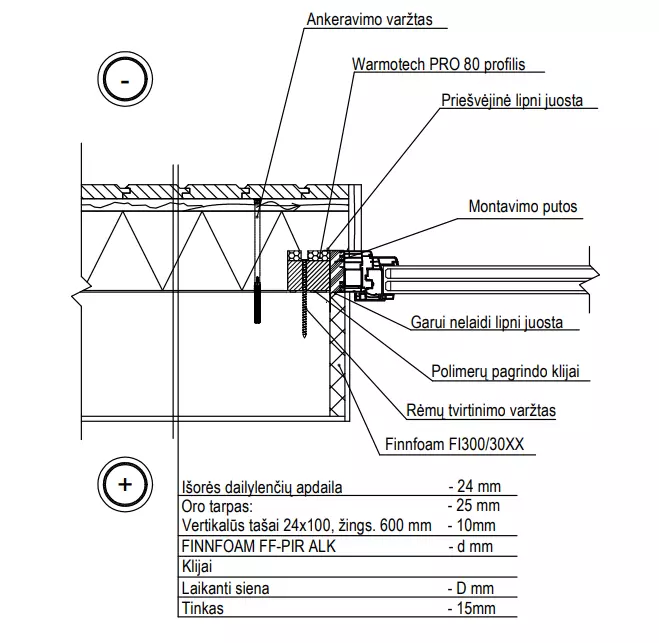 Ankeravimo varžtas
Warmotech PRO 80 profilis
Priešvėjinė lipni juosta
-
Montavimo putos
Garui nelaidi lipni juosta
Polimerų pagrindo klijai
Rėmų tvirtinimo varžtas
Finnfoam FI300/30XX
+
Išorės dailylenčių apdaila - 24 mm
Oro tarpas: - 25 mm
Vertikalūs tašai 24x100, žings. 600 mm - 10mm
FINNFOAM FF-PIR ALK - d mm
Klijai
Laikanti siena - D mm
Tinkas - 15mm